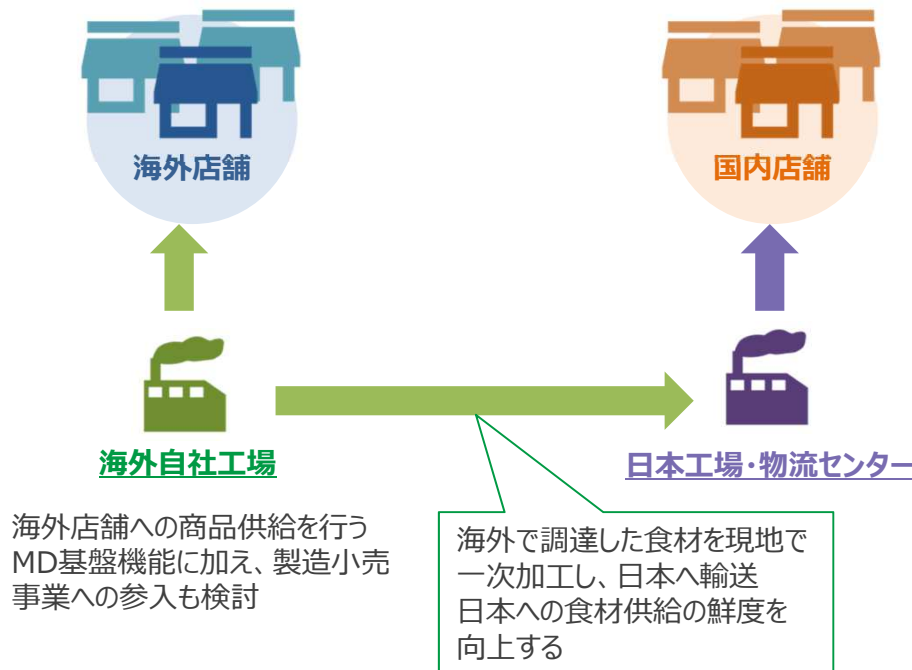 海外店舗
国内店舗
海外自社工場
日本工場・物流センター
海外店舗への商品供給を行う
MD基盤機能に加え、製造小売
事業への参入も検討
海外で調達した食材を現地で
一次加工し、日本へ輸送
日本への食材供給の鮮度を
向上する